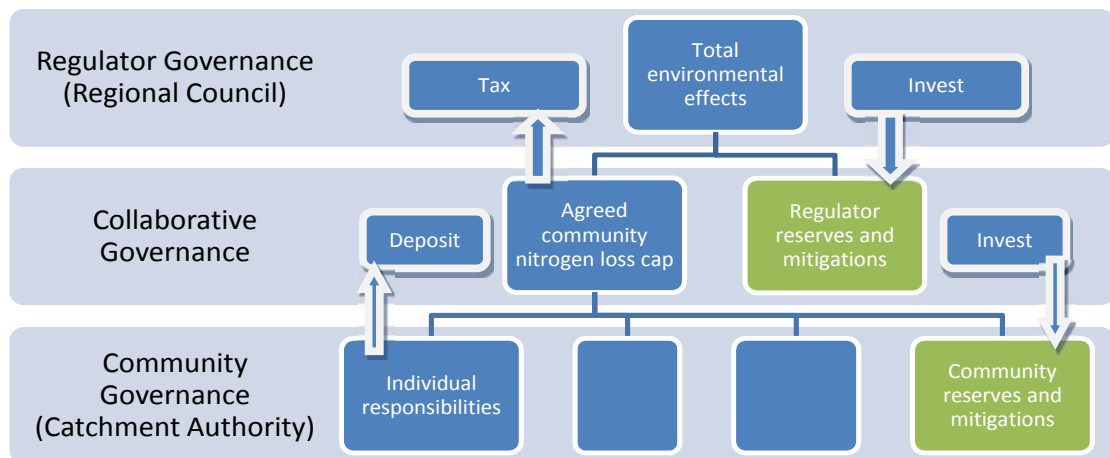 Regulator Governance
(Regional Council)
Tax
Total
environmental
effects
Invest
Collaborative
Governance
Deposit
Agreed
community
nitrogen loss cap
Regulator
reserves and
mitigations
Invest
Community
Governance
(Catchment Authority)
Individual
responsibilities
Community
reserves and
mitigations